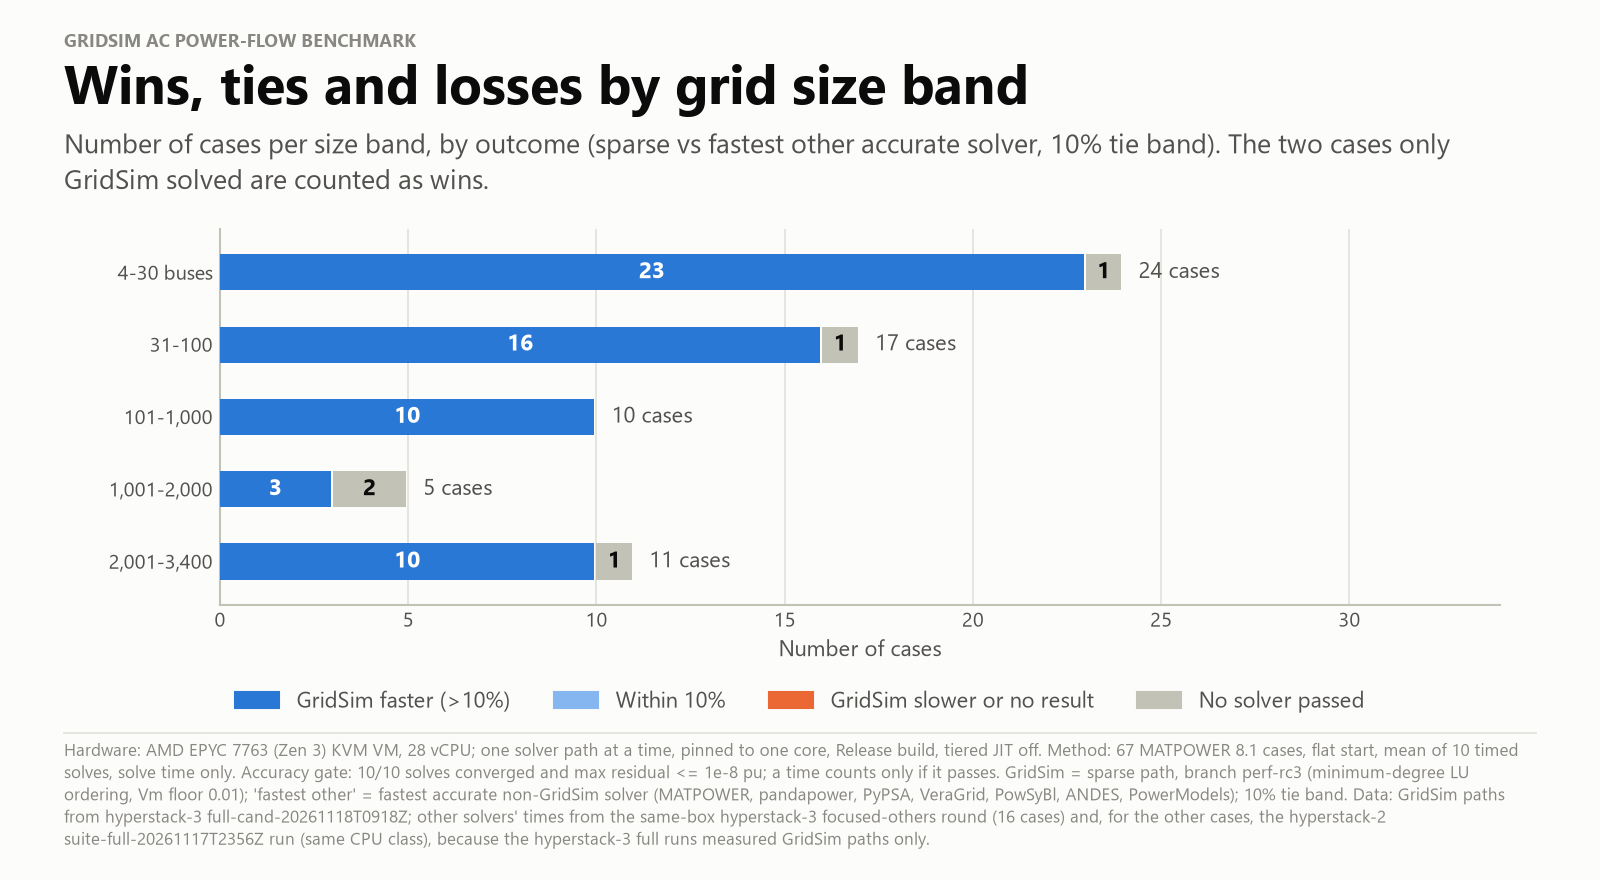 GRIDSIM AC POWER-FLOW BENCHMARK
Wins, ties and losses by grid size band
Number of cases per size band, by outcome (sparse vs fastest other accurate solver, 10% tie band). The two cases only
GridSim solved are counted as wins.
4-30 buses 23 1 24 cases
31-100 16 1 17 cases
101-1,000 10 10 cases
1,001-2,000 3 2 5 cases
2,001-3,400 10 1 11 cases
0 5 10 15 20 25 30
Number of cases
GridSim faster (>10%) Within 10% GridSim slower or no result No solver passed
Hardware: AMD EPYC 7763 (Zen 3) KVM VM, 28 vCPU; one solver path at a time, pinned to one core, Release build, tiered JIT off. Method: 67 MATPOWER 8.1 cases, flat start, mean of 10 timed
solves, solve time only. Accuracy gate: 10/10 solves converged and max residual <= 1e-8 pu; a time counts only if it passes. GridSim = sparse path, branch perf-rc3 (minimum-degree LU
ordering, Vm floor 0.01); 'fastest other' = fastest accurate non-GridSim solver (MATPOWER, pandapower, PyPSA, VeraGrid, PowSyBl, ANDES, PowerModels); 10% tie band. Data: GridSim paths
from hyperstack-3 full-cand-20261118T0918Z; other solvers' times from the same-box hyperstack-3 focused-others round (16 cases) and, for the other cases, the hyperstack-2
suite-full-20261117T2356Z run (same CPU class), because the hyperstack-3 full runs measured GridSim paths only.